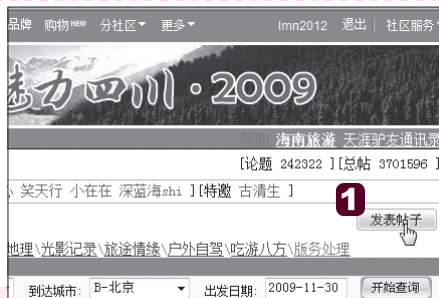 品牌 购物NEW 分社区▼ 更多▼ lmn2012 退出 | 社区服务
魅力四川·2009
帮助 海南旅游 天涯驴友通讯录
[论题 242322 ][总帖 3701596 ]
笑天行 小在在 深蓝海shi ][特邀 古清生 ]
1
发表帖子
地理\光影记录\旅途情缘\户外自驾\吃游八方\版务处理
到达城市: B-北京 出发日期: 2009-11-30 开始查询